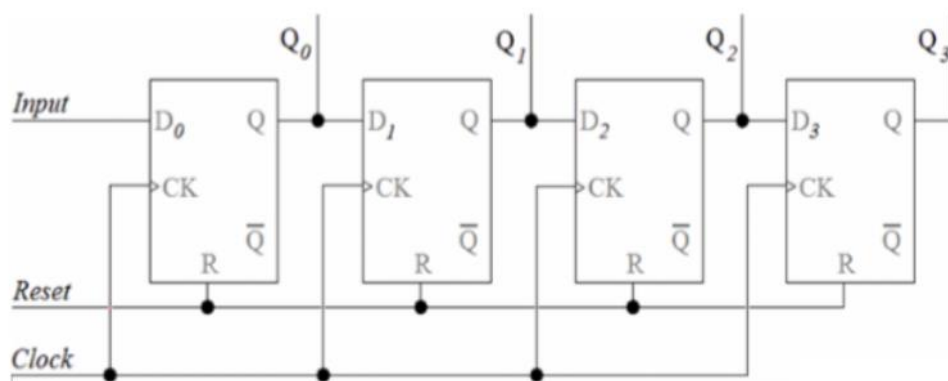 Q0 Q1 Q2 Q3
Input D0 Q D1 Q D2 Q D3 Q
CK CK CK CK
Q̅ Q̅ Q̅ Q̅
R R R R
Reset
Clock